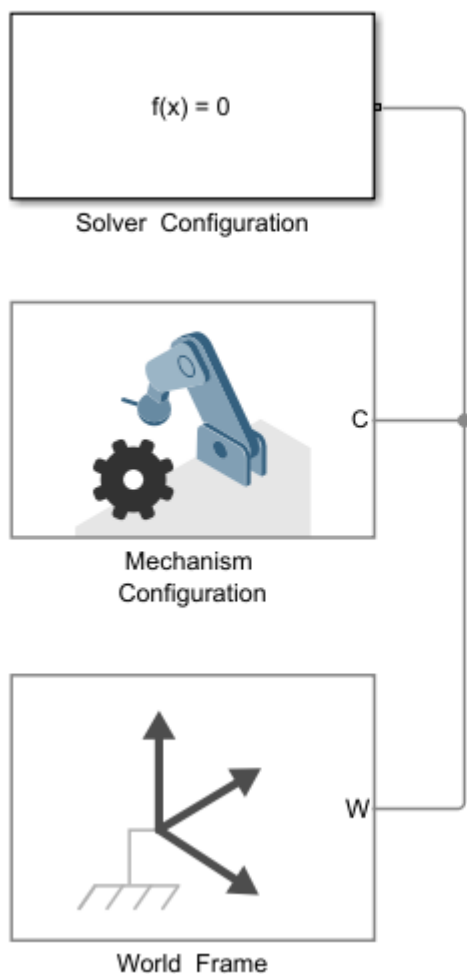 f(x) = 0
Solver Configuration
C
Mechanism
Configuration
W
World Frame